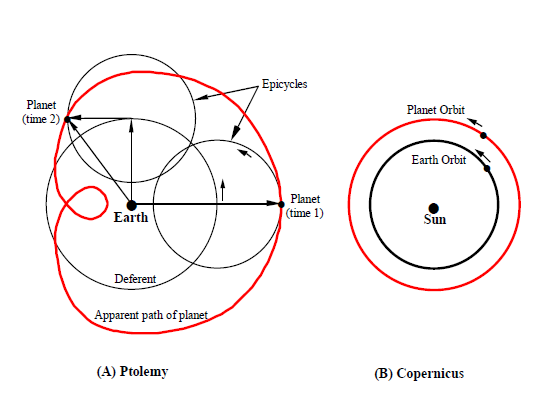 Epicycles
Planet
(time 2)
Planet
(time 1)
Earth
Deferent
Apparent path of planet
(A) Ptolemy
Planet Orbit
Earth Orbit
Sun
(B) Copernicus